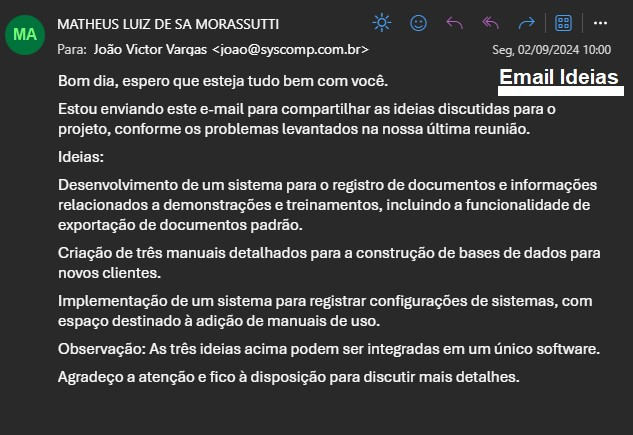 MA
MATHEUS LUIZ DE SA MORASSUTTI
Para: João Victor Vargas <joao@syscomp.com.br>
Seg, 02/09/2024 10:00
Email Ideias
Bom dia, espero que esteja tudo bem com você.
Estou enviando este e-mail para compartilhar as ideias discutidas para o
projeto, conforme os problemas levantados na nossa última reunião.
Ideias:
Desenvolvimento de um sistema para o registro de documentos e informações
relacionados a demonstrações e treinamentos, incluindo a funcionalidade de
exportação de documentos padrão.
Criação de três manuais detalhados para a construção de bases de dados para
novos clientes.
Implementação de um sistema para registrar configurações de sistemas, com
espaço destinado à adição de manuais de uso.
Observação: As três ideias acima podem ser integradas em um único software.
Agradeço a atenção e fico à disposição para discutir mais detalhes.